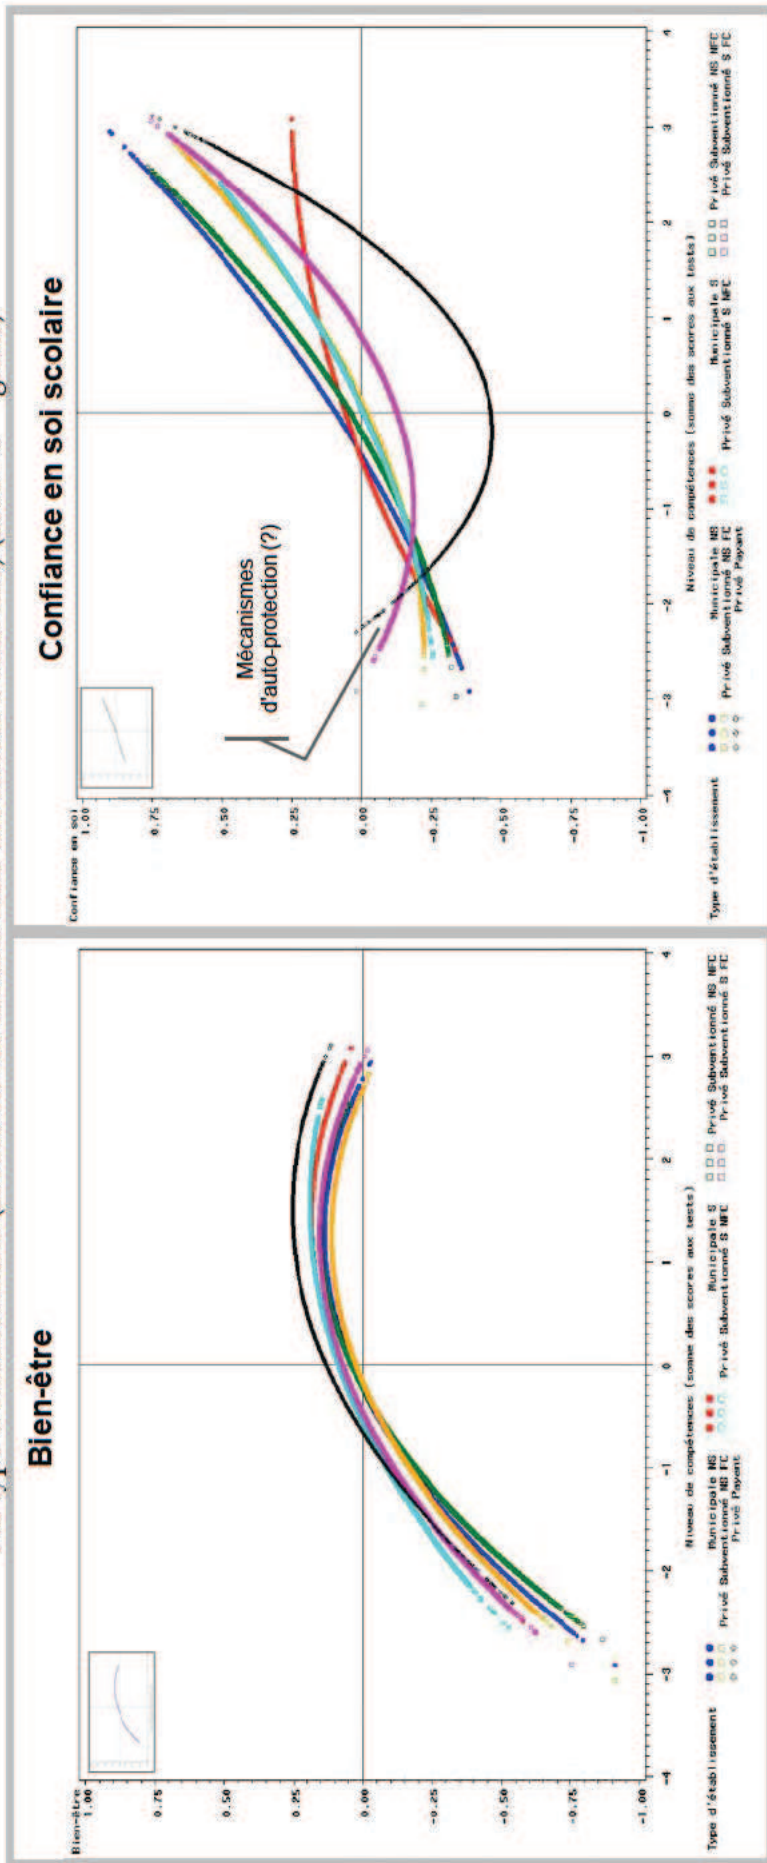 Bien-être
Bien-être
1.00
0.75
0.50
0.25
0.00
-0.25
-0.50
-0.75
-1.00
-4
-3
-2
-1
0
1
2
3
4
Niveau de compétences (somme des scores aux tests)
Type d'établissement
Municipale NS
Municipale S
Privé Subventionné NS NFC
Privé Subventionné NS FC
Privé Subventionné S NFC
Privé Subventionné S FC
Privé Payant
Confiance en soi scolaire
Confiance en soi
1.00
0.75
0.50
0.25
0.00
-0.25
-0.50
-0.75
-1.00
Mécanismes
d'auto-protection (?)
-4
-3
-2
-1
0
1
2
3
4
Niveau de compétences (somme des scores aux tests)
Type d'établissement
Municipale NS
Municipale S
Privé Subventionné NS NFC
Privé Subventionné NS FC
Privé Subventionné S NFC
Privé Subventionné S FC
Privé Payant